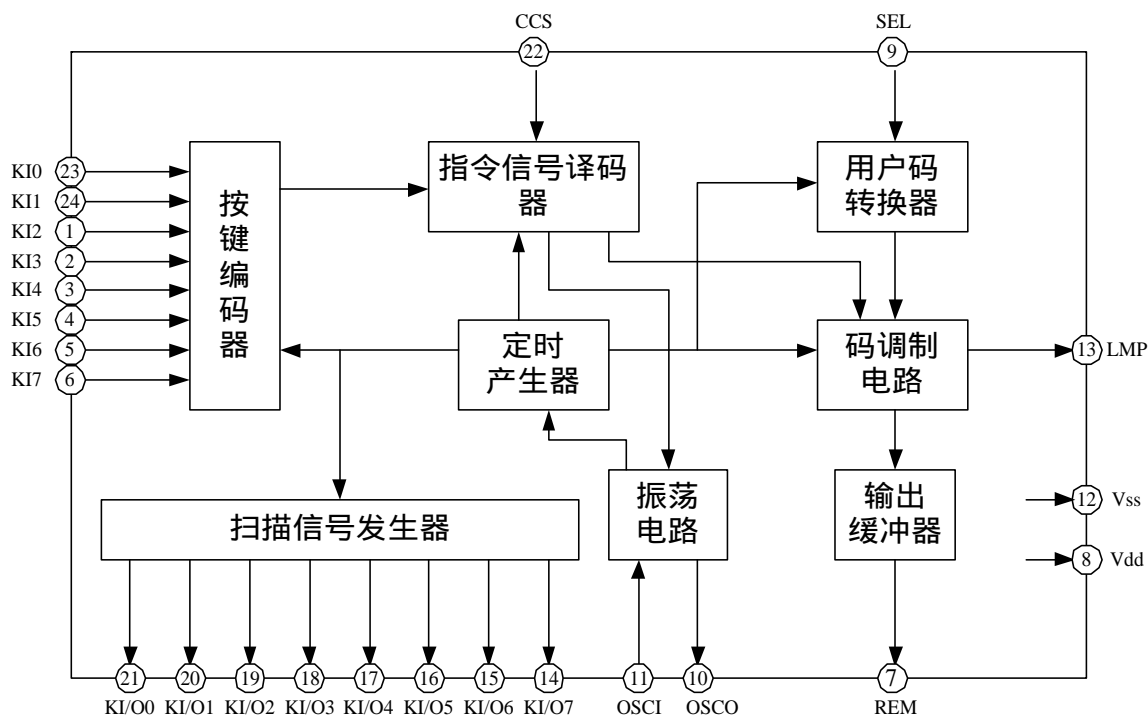 CCS
SEL
22
9
KI0 23
KI1 24
KI2 1
KI3 2
KI4 3
KI5 4
KI6 5
KI7 6
按
键
编
码
器
指令信号译码
器
用户码
转换器
定时
产生器
码调制
电路
13 LMP
扫描信号发生器
振荡
电路
输出
缓冲器
12 Vss
8 Vdd
21 20 19 18 17 16 15 14 11 10 7
KI/O0 KI/O1 KI/O2 KI/O3 KI/O4 KI/O5 KI/O6 KI/O7 OSCI OSCO REM